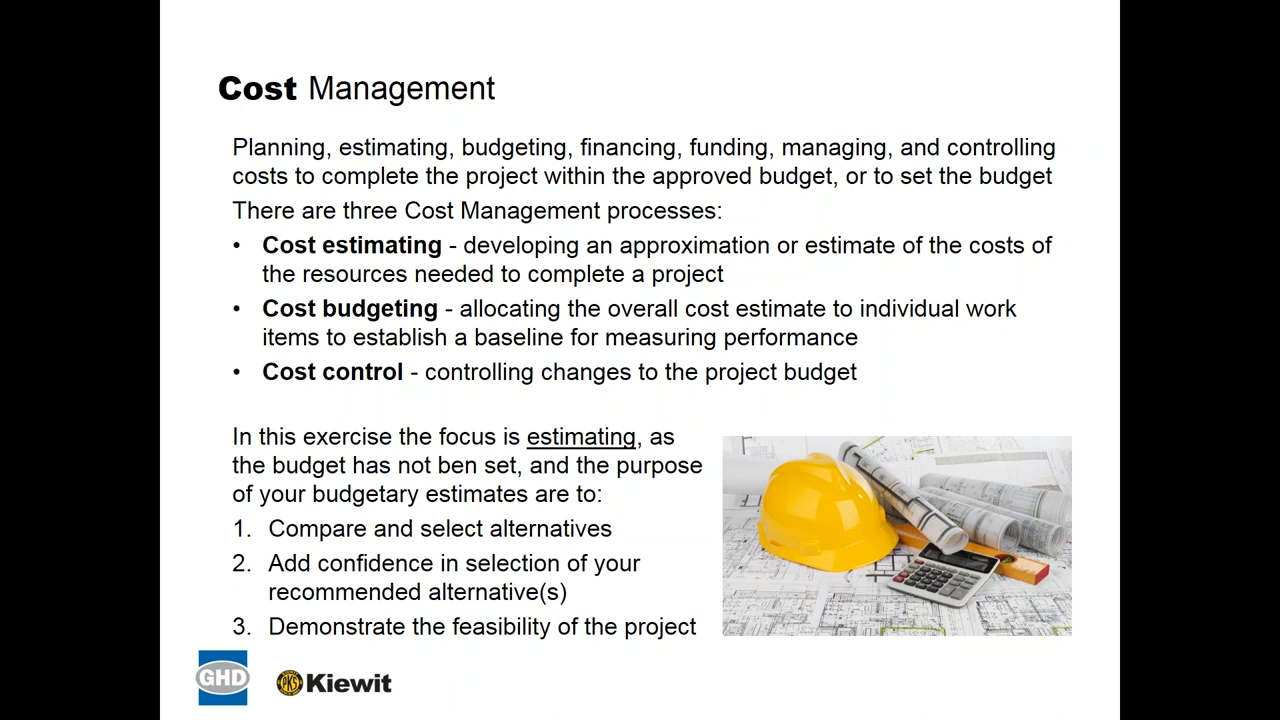 Cost Management
Planning, estimating, budgeting, financing, funding, managing, and controlling
costs to complete the project within the approved budget, or to set the budget
There are three Cost Management processes:
• Cost estimating - developing an approximation or estimate of the costs of
the resources needed to complete a project
• Cost budgeting - allocating the overall cost estimate to individual work
items to establish a baseline for measuring performance
• Cost control - controlling changes to the project budget
In this exercise the focus is estimating, as
the budget has not ben set, and the purpose
of your budgetary estimates are to:
1. Compare and select alternatives
2. Add confidence in selection of your
recommended alternative(s)
3. Demonstrate the feasibility of the project
GHD
PKS
Kiewit